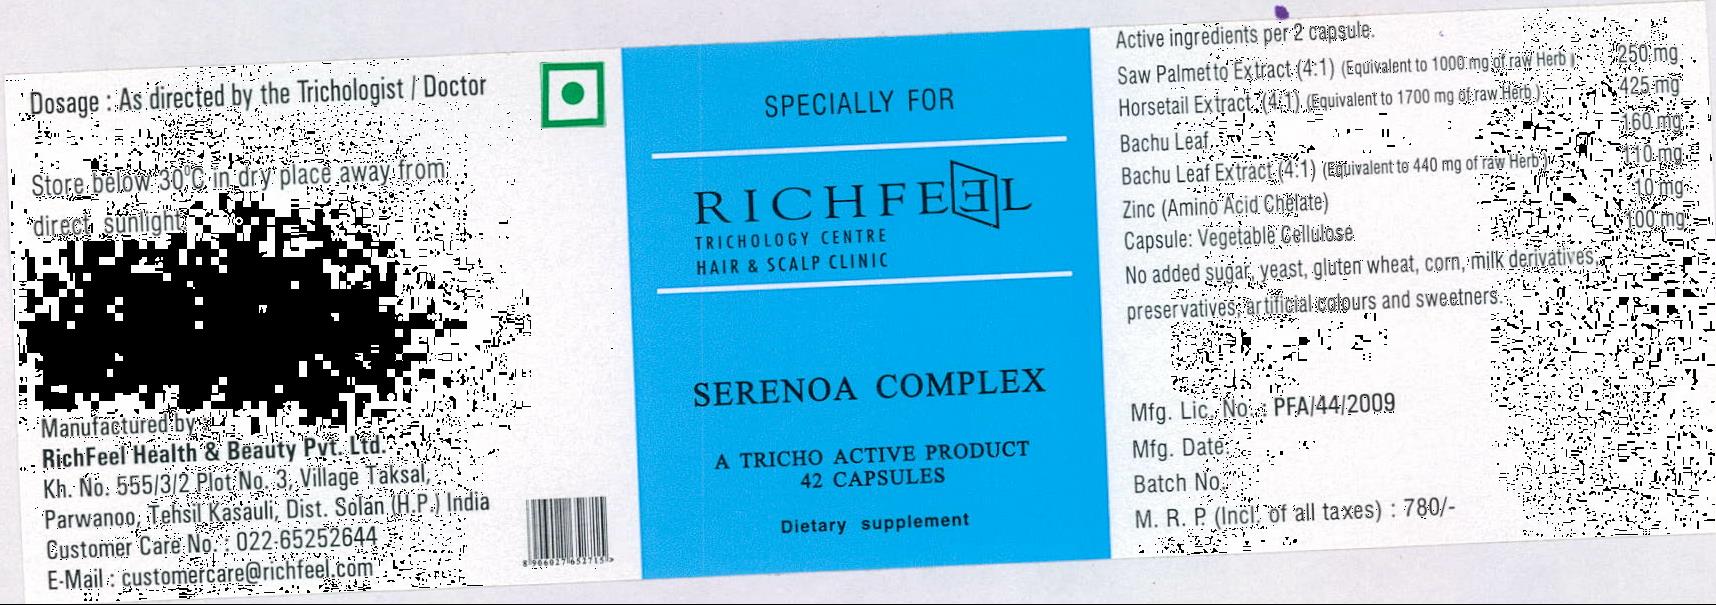 Dosage : As directed by the Trichologist / Doctor
Store below 30°C in dry place away from
direct sunlight
Manufactured by
RichFeel Health & Beauty Pvt. Ltd.
Kh. No. 555/3/2 Plot No. 3, Village Taksal,
Parwanoo, Tehsil Kasauli, Dist. Solan (H.P.) India
Customer Care No. : 022-65252644
E-Mail : customercare@richfeel.com
SPECIALLY FOR
RICHFEEL
TRICHOLOGY CENTRE
HAIR & SCALP CLINIC
SERENOA COMPLEX
A TRICHO ACTIVE PRODUCT
42 CAPSULES
Dietary supplement
Active ingredients per 2 capsule.
Saw Palmetto Extract (4:1) (Equivalent to 1000 mg of raw Herb) 250 mg
Horsetail Extract (4:1) (Equivalent to 1700 mg of raw Herb) 425 mg
Bachu Leaf 160 mg
Bachu Leaf Extract (4:1) (Equivalent to 440 mg of raw Herb) 110 mg
Zinc (Amino Acid Chelate) 10 mg
Capsule: Vegetable Cellulose 100 mg
No added sugar, yeast, gluten wheat, corn, milk derivatives,
preservatives, artificial colours and sweetners.
Mfg. Lic. No. : PFA/44/2009
Mfg. Date
Batch No.
M. R. P. (Incl. of all taxes) : 780/-